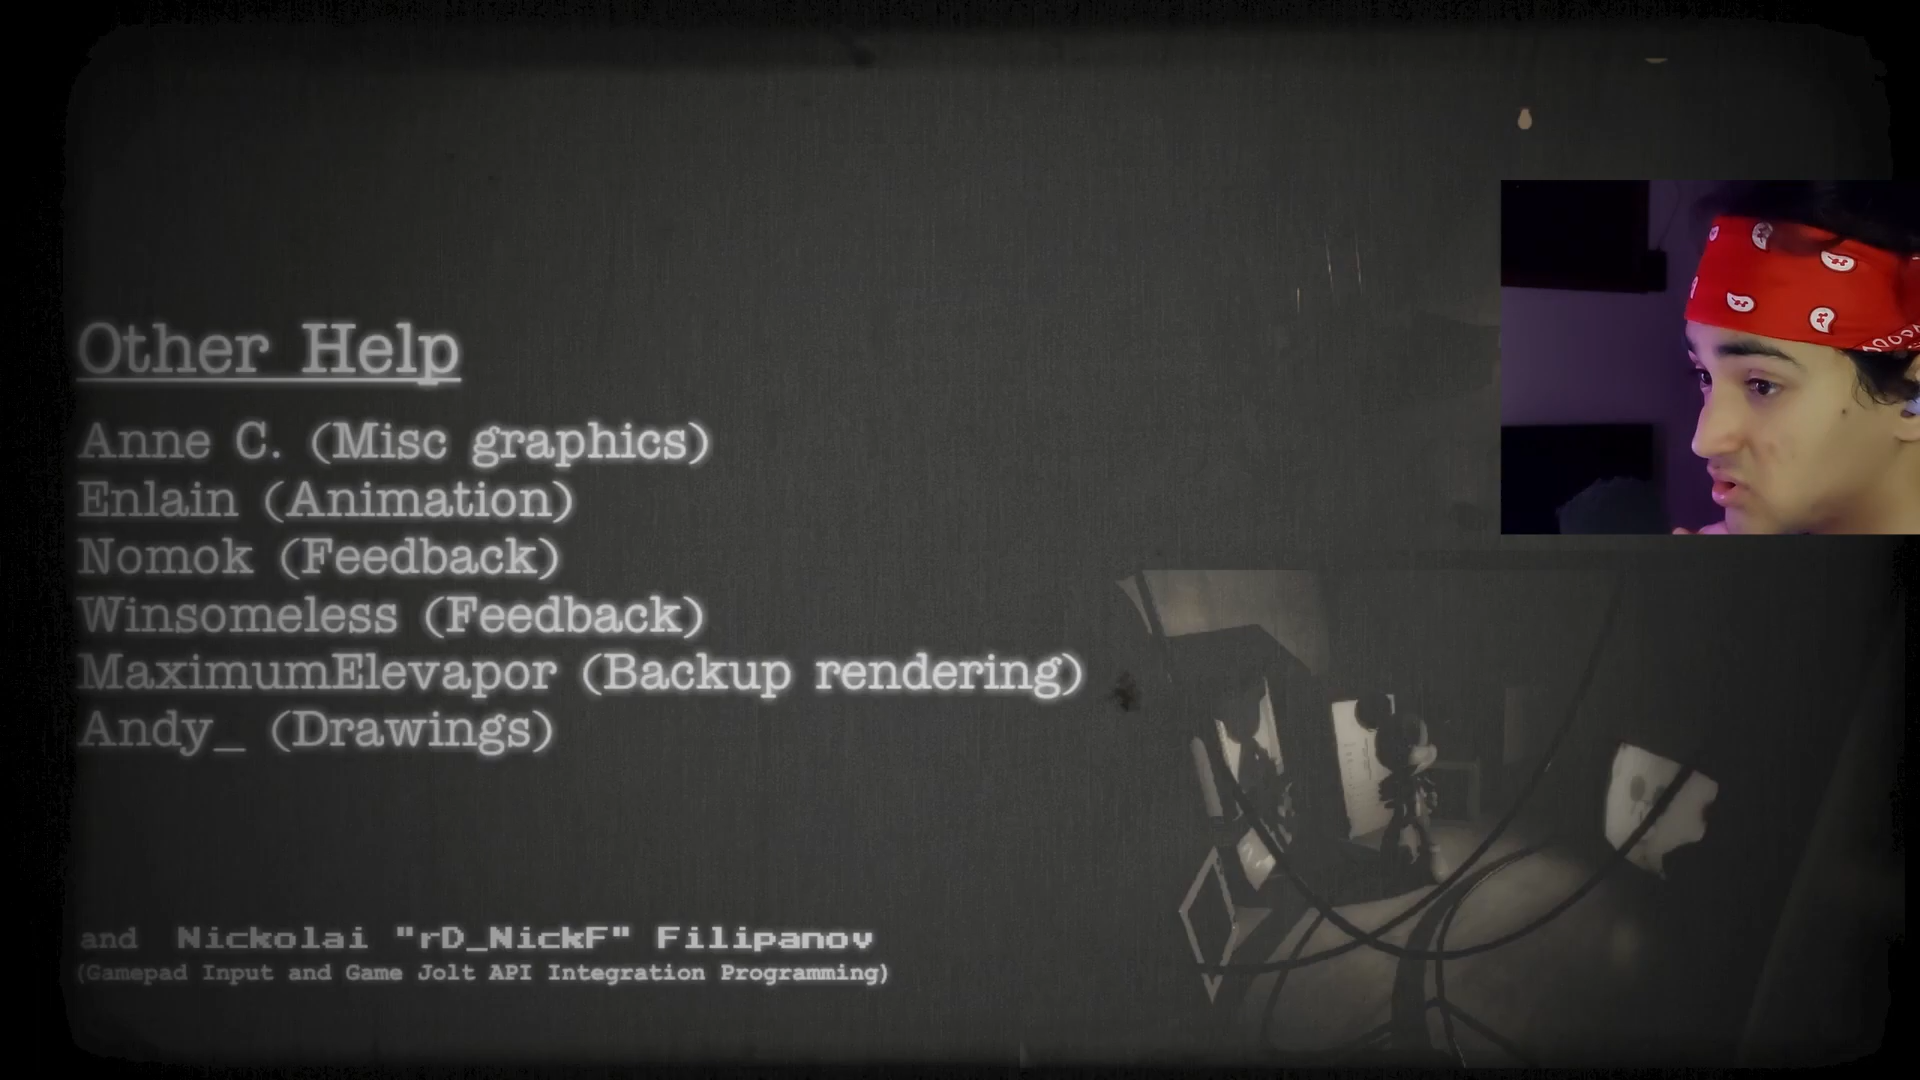 Other Help
Anne C. (Misc graphics)
Enlain (Animation)
Nomok (Feedback)
Winsomeless (Feedback)
MaximumElevapor (Backup rendering)
Andy_ (Drawings)
and Nickolai "rD_NickF" Filipanov
(Gamepad Input and Game Jolt API Integration Programming)